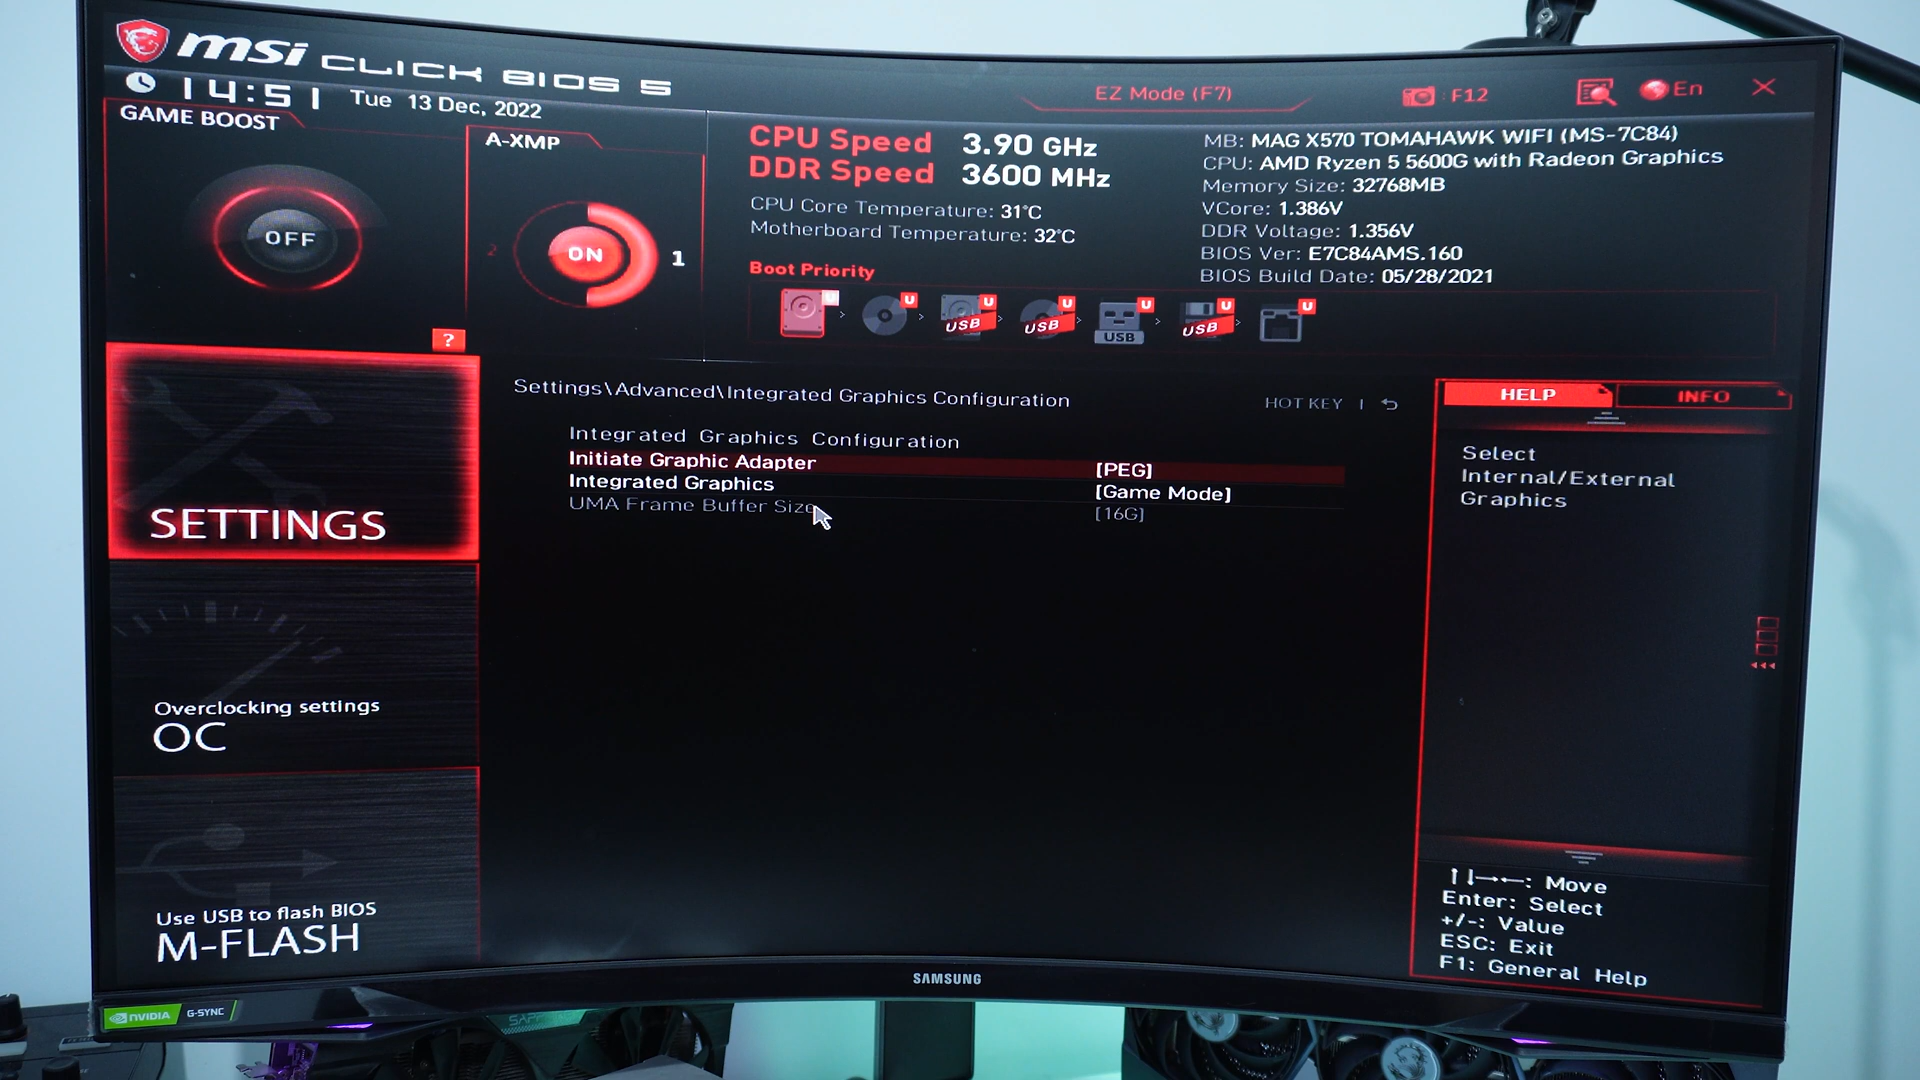 msi CLICK BIOS 5
14:51 Tue 13 Dec, 2022
EZ Mode (F7)
: F12
En
X
GAME BOOST
OFF
A-XMP
2
ON
1
CPU Speed 3.90 GHz
DDR Speed 3600 MHz
CPU Core Temperature: 31°C
Motherboard Temperature: 32°C
MB: MAG X570 TOMAHAWK WIFI (MS-7C84)
CPU: AMD Ryzen 5 5600G with Radeon Graphics
Memory Size: 32768MB
VCore: 1.386V
DDR Voltage: 1.356V
BIOS Ver: E7C84AMS.160
BIOS Build Date: 05/28/2021
Boot Priority
U U U U U U U
USB USB USB USB
?
SETTINGS
Overclocking settings
OC
Use USB to flash BIOS
M-FLASH
Settings\Advanced\Integrated Graphics Configuration
HOT KEY |
Integrated Graphics Configuration
Initiate Graphic Adapter [PEG]
Integrated Graphics [Game Mode]
UMA Frame Buffer Size [16G]
HELP INFO
Select
Internal/External
Graphics
↑↓→←: Move
Enter: Select
+/-: Value
ESC: Exit
F1: General Help
SAMSUNG
NVIDIA G-SYNC